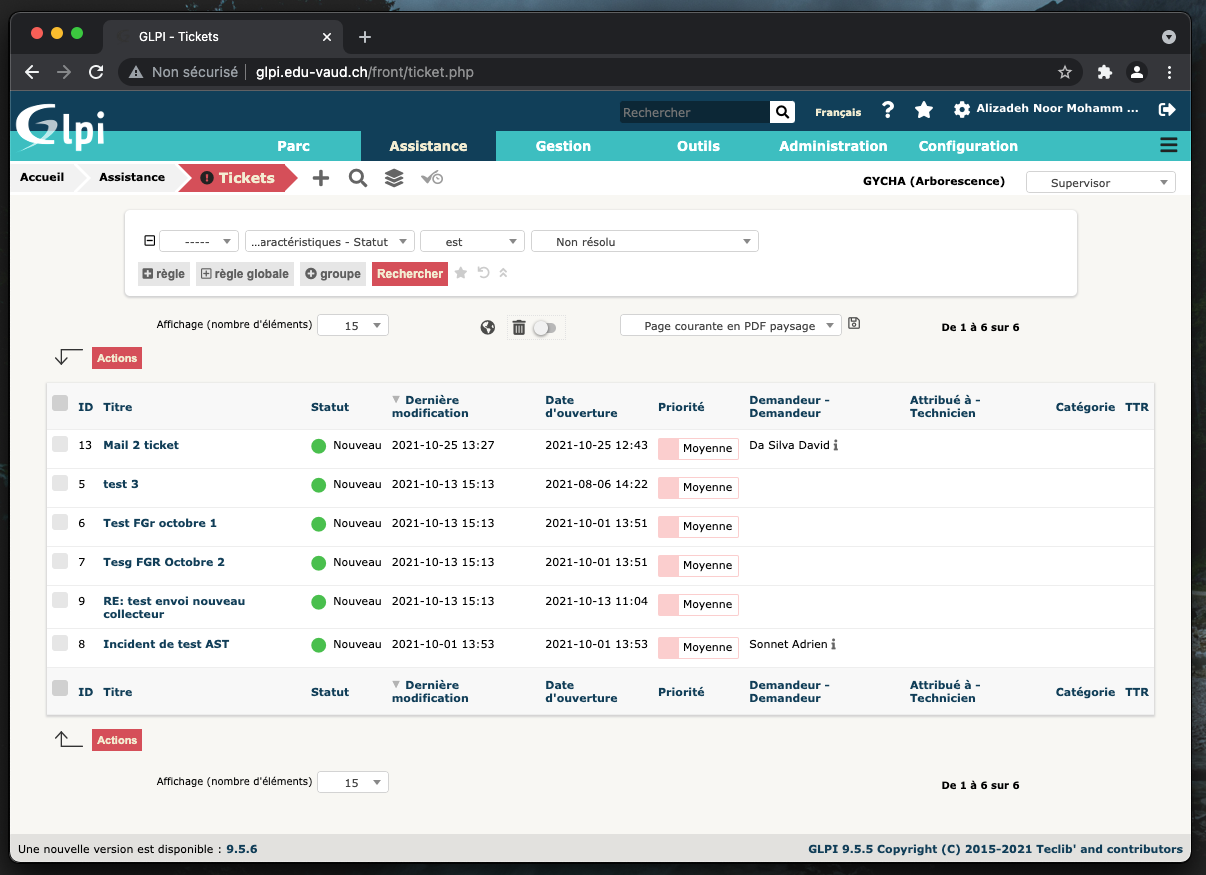 GLPI - Tickets
Non sécurisé glpi.edu-vaud.ch/front/ticket.php
Glpi
Rechercher Français ? Alizadeh Noor Mohamm ...
Parc Assistance Gestion Outils Administration Configuration
Accueil Assistance Tickets GYCHA (Arborescence) Supervisor
----- ...aractéristiques - Statut est Non résolu
règle règle globale groupe Rechercher
Affichage (nombre d'éléments) 15 Page courante en PDF paysage De 1 à 6 sur 6
Actions
ID Titre Statut Dernière modification Date d'ouverture Priorité Demandeur - Demandeur Attribué à - Technicien Catégorie TTR
13 Mail 2 ticket Nouveau 2021-10-25 13:27 2021-10-25 12:43 Moyenne Da Silva David
5 test 3 Nouveau 2021-10-13 15:13 2021-08-06 14:22 Moyenne
6 Test FGr octobre 1 Nouveau 2021-10-13 15:13 2021-10-01 13:51 Moyenne
7 Tesg FGR Octobre 2 Nouveau 2021-10-13 15:13 2021-10-01 13:51 Moyenne
9 RE: test envoi nouveau collecteur Nouveau 2021-10-13 15:13 2021-10-13 11:04 Moyenne
8 Incident de test AST Nouveau 2021-10-01 13:53 2021-10-01 13:53 Moyenne Sonnet Adrien
ID Titre Statut Dernière modification Date d'ouverture Priorité Demandeur - Demandeur Attribué à - Technicien Catégorie TTR
Actions
Affichage (nombre d'éléments) 15 De 1 à 6 sur 6
Une nouvelle version est disponible : 9.5.6 GLPI 9.5.5 Copyright (C) 2015-2021 Teclib' and contributors